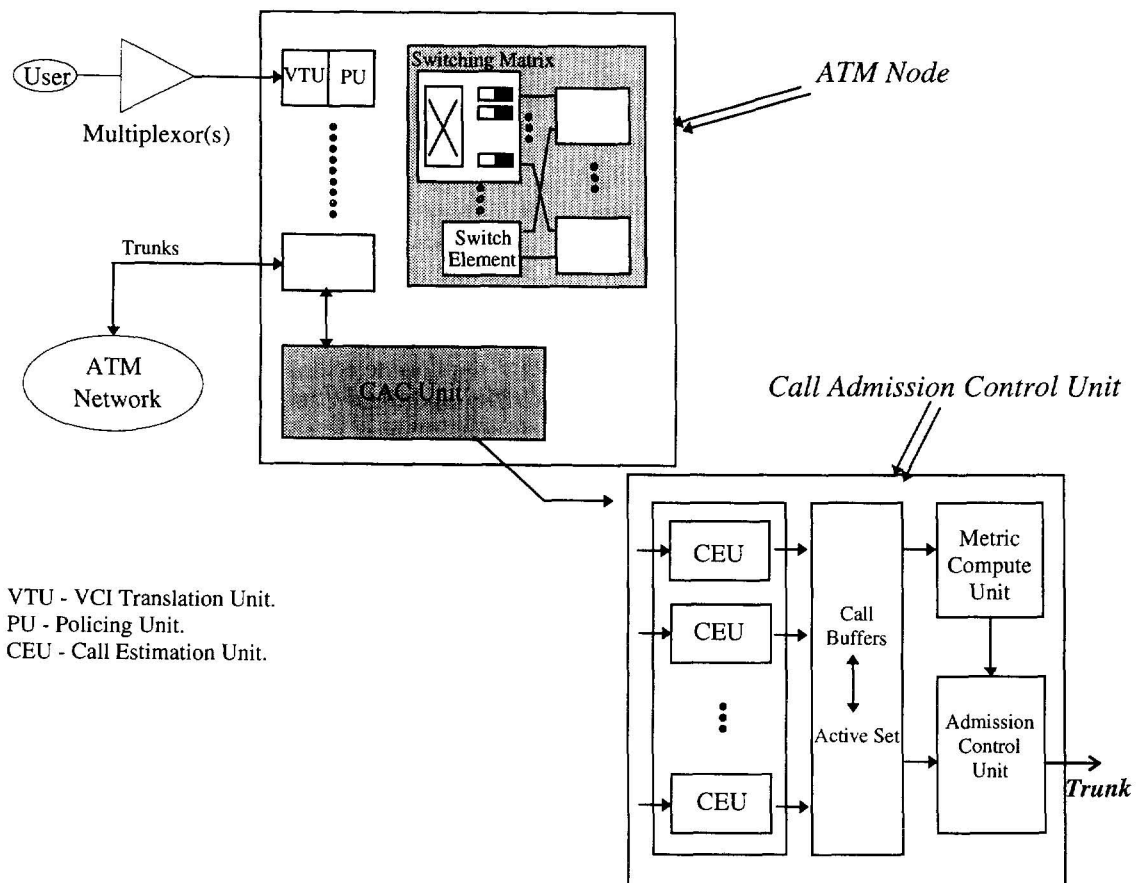 User
Multiplexor(s)
VTU PU
Switching Matrix
Switch
Element
ATM Node
Trunks
ATM
Network
CAC Unit
Call Admission Control Unit
VTU - VCI Translation Unit.
PU - Policing Unit.
CEU - Call Estimation Unit.
CEU
CEU
CEU
Call
Buffers
Active Set
Metric
Compute
Unit
Admission
Control
Unit
Trunk